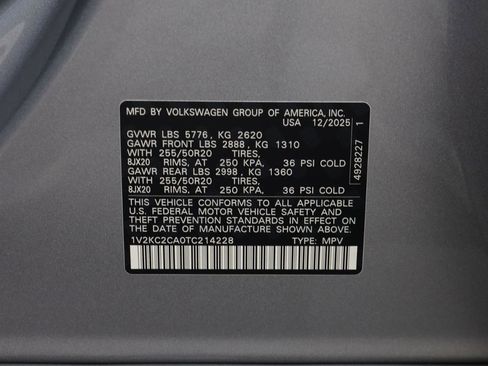 MFD BY VOLKSWAGEN GROUP OF AMERICA, INC.
USA 12/2025
GVWR LBS 5776, KG 2620
GAWR FRONT LBS 2888, KG 1310
WITH 255/50R20 TIRES,
8JX20 RIMS, AT 250 KPA, 36 PSI COLD
GAWR REAR LBS 2998, KG 1360
WITH 255/50R20 TIRES,
8JX20 RIMS, AT 250 KPA, 36 PSI COLD
THIS VEHICLE CONFORMS TO ALL APPLICABLE
U.S. FEDERAL MOTOR VEHICLE SAFETY AND
THEFT PREVENTION STANDARDS IN EFFECT ON
THE DATE OF MANUFACTURE SHOWN ABOVE.
1V2KC2CA0TC214228 TYPE: MPV
4928227 1